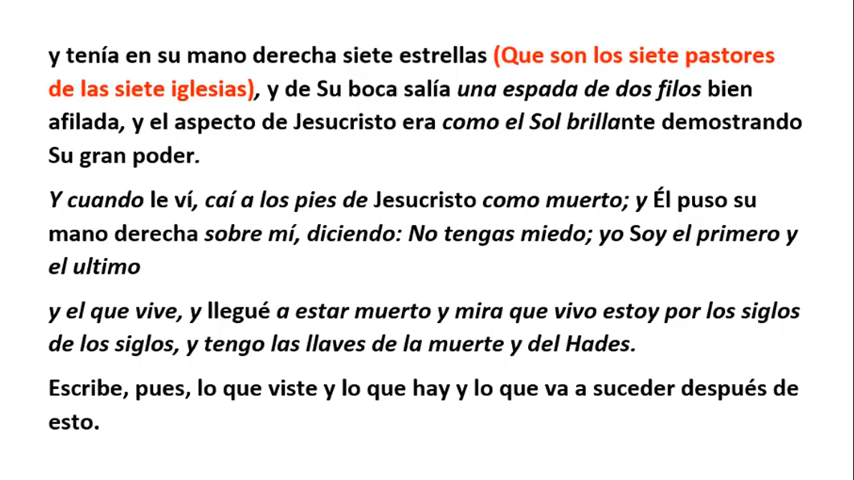 y tenía en su mano derecha siete estrellas (Que son los siete pastores
de las siete iglesias), y de Su boca salía una espada de dos filos bien
afilada, y el aspecto de Jesucristo era como el Sol brillante demostrando
Su gran poder.
Y cuando le ví, caí a los pies de Jesucristo como muerto; y Él puso su
mano derecha sobre mí, diciendo: No tengas miedo; yo Soy el primero y
el ultimo
y el que vive, y llegué a estar muerto y mira que vivo estoy por los siglos
de los siglos, y tengo las llaves de la muerte y del Hades.
Escribe, pues, lo que viste y lo que hay y lo que va a suceder después de
esto.